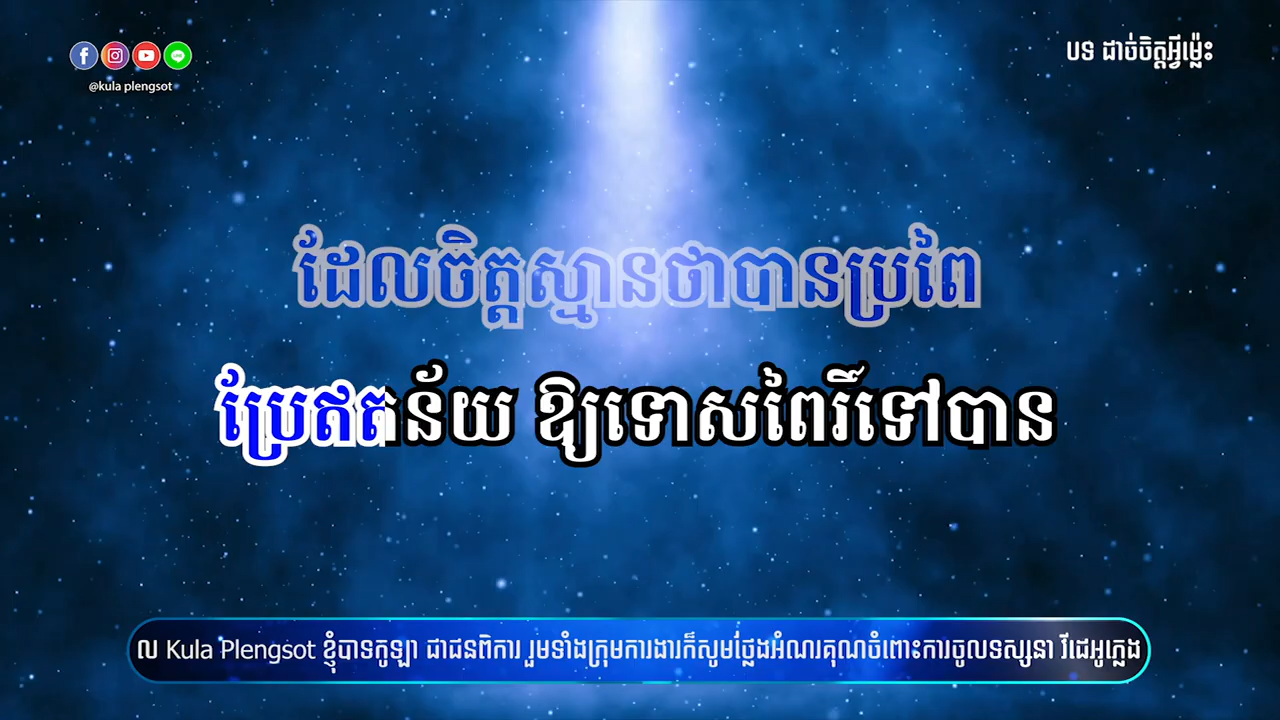 បទ ដាច់ចិត្តអ្វីម្ល៉េះ
@kula plengsot
ដែលចិត្តស្មានថាបានប្រពៃ
ប្រែឥតន័យ ឱ្យទោសពៃរ៍ទៅបាន
ល Kula Plengsot ខ្ញុំបាទកូឡា ជាជនពិការ រួមទាំងក្រុមការងារក៏សូមថ្លែងអំណរគុណចំពោះការចូលទស្សនា វីដេអូភ្លេង